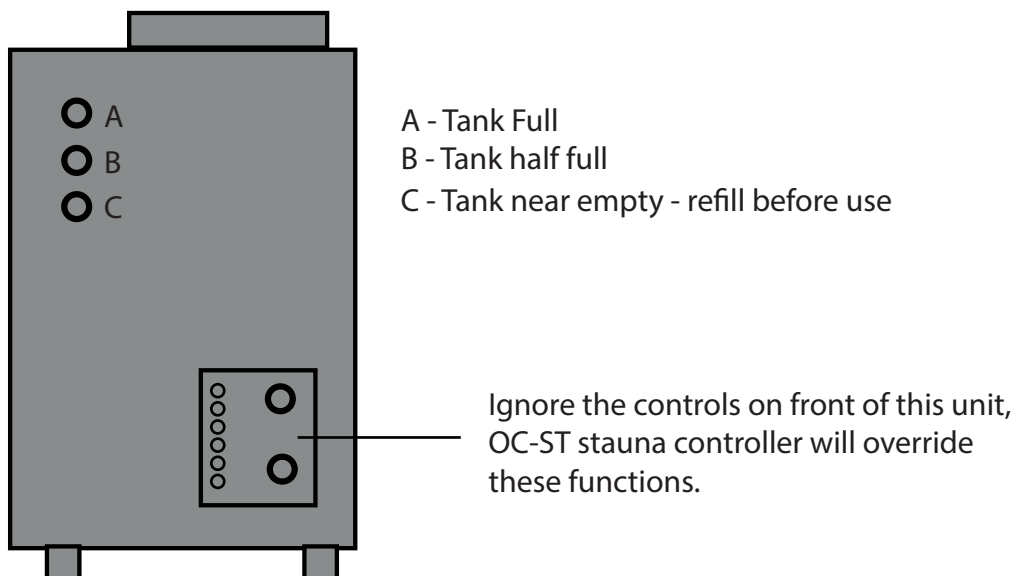 A
B
C
A - Tank Full
B - Tank half full
C - Tank near empty - refill before use
Ignore the controls on front of this unit,
OC-ST stauna controller will override
these functions.